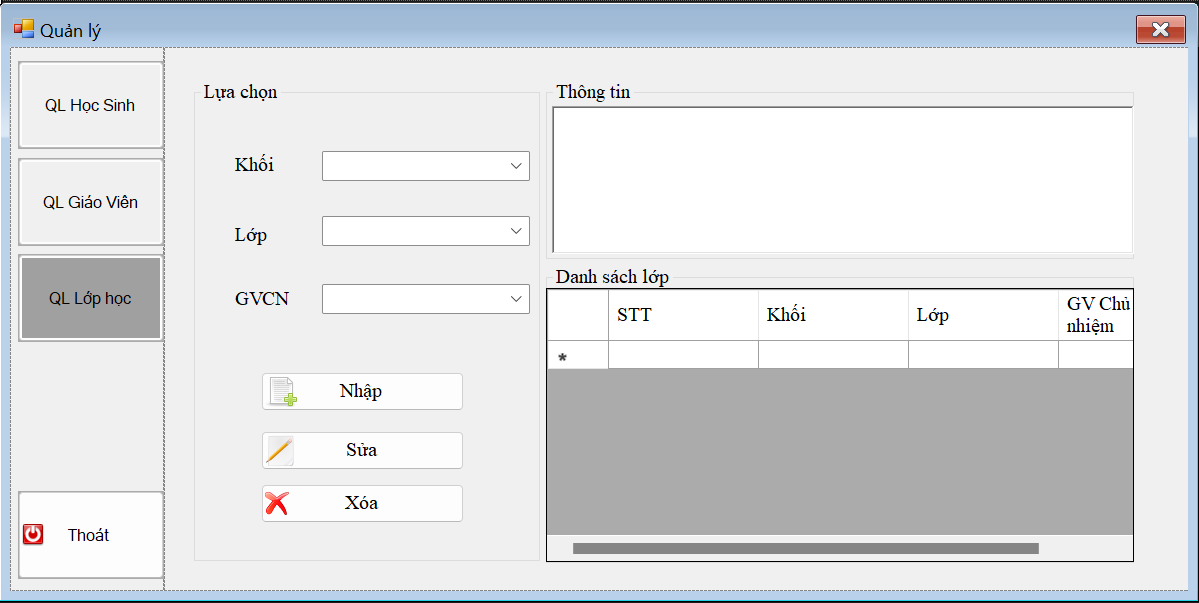 Quản lý
QL Học Sinh
QL Giáo Viên
QL Lớp học
Thoát
Lựa chọn
Khối
Lớp
GVCN
Nhập
Sửa
Xóa
Thông tin
Danh sách lớp
STT
Khối
Lớp
GV Chủ
nhiệm
*